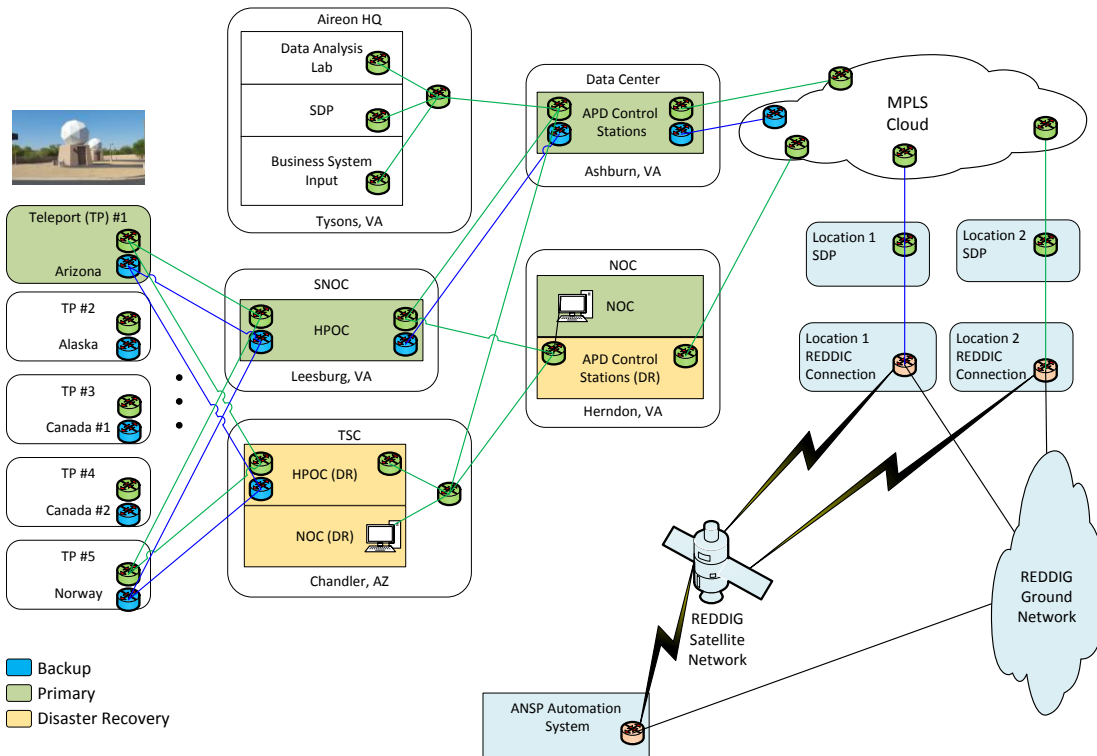 Aireon HQ
Data Analysis
Lab
SDP
Business System
Input
Tysons, VA
Data Center
APD Control
Stations
Ashburn, VA
MPLS
Cloud
Teleport (TP) #1
Arizona
TP #2
Alaska
TP #3
Canada #1
TP #4
Canada #2
TP #5
Norway
SNOC
HPOC
Leesburg, VA
NOC
NOC
APD Control
Stations (DR)
Herndon, VA
TSC
HPOC (DR)
NOC (DR)
Chandler, AZ
Location 1
SDP
Location 2
SDP
Location 1
REDDIC
Connection
Location 2
REDDIC
Connection
REDDIG
Satellite
Network
REDDIG
Ground
Network
ANSP Automation
System
Backup
Primary
Disaster Recovery